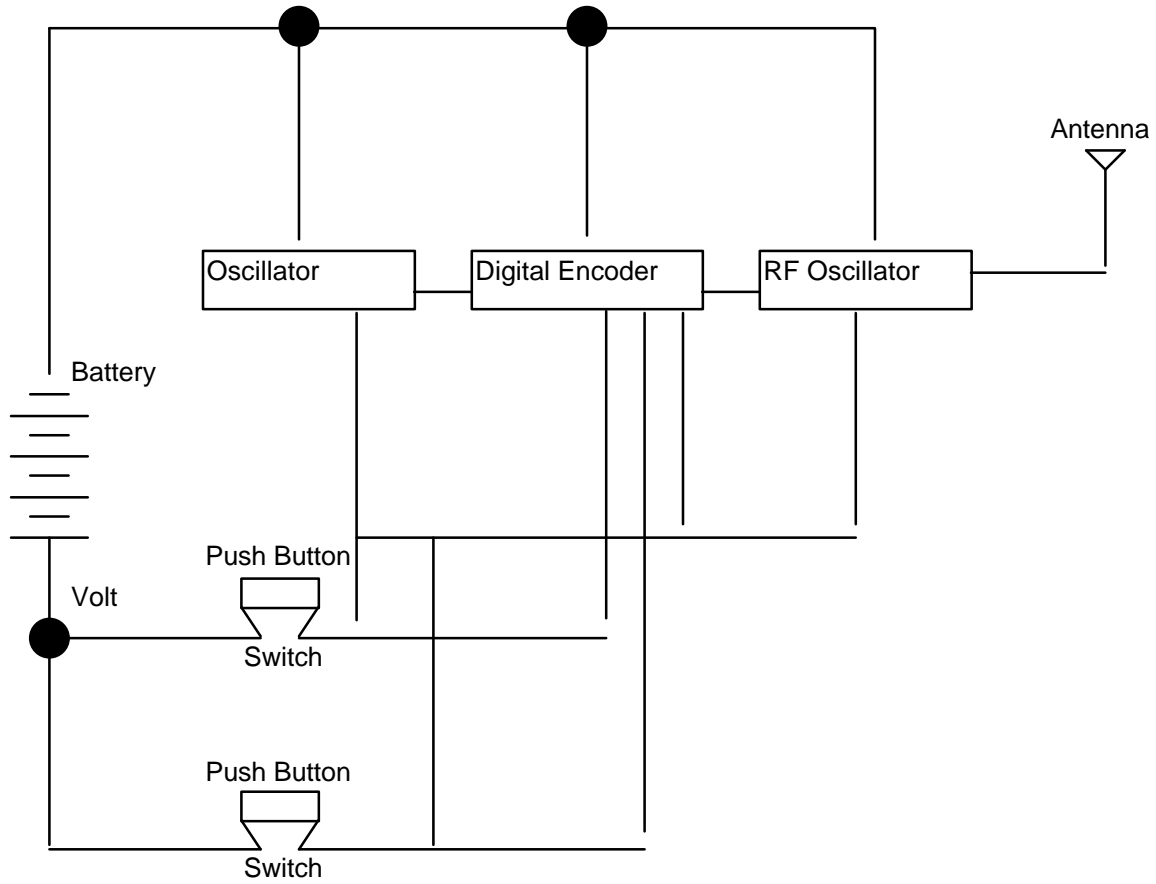 Antenna
Oscillator
Digital Encoder
RF Oscillator
Battery
Push Button
Volt
Switch
Push Button
Switch